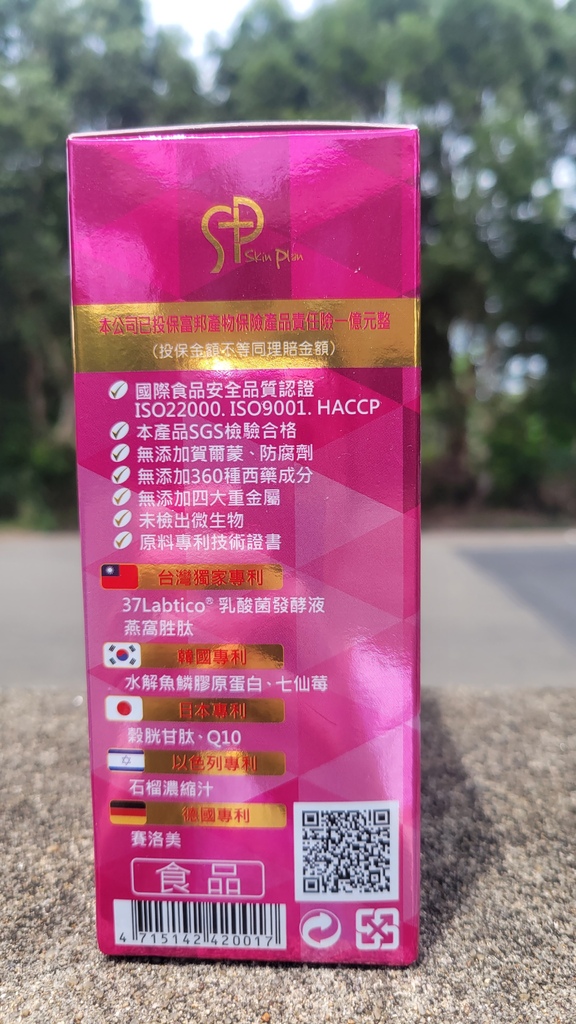 SP
Skin Plan
本公司已投保富邦產物保險產品責任險一億元整
(投保金額不等同理賠金額)
國際食品安全品質認證
ISO22000. ISO9001. HACCP
本產品SGS檢驗合格
無添加賀爾蒙、防腐劑
無添加360種西藥成分
無添加四大重金屬
未檢出微生物
原料專利技術證書
台灣獨家專利
37Labtico® 乳酸菌發酵液
燕窩胜肽
韓國專利
水解魚鱗膠原蛋白、七仙莓
日本專利
穀胱甘肽、Q10
以色列專利
石榴濃縮汁
德國專利
賽洛美
食品
4 715142 420017